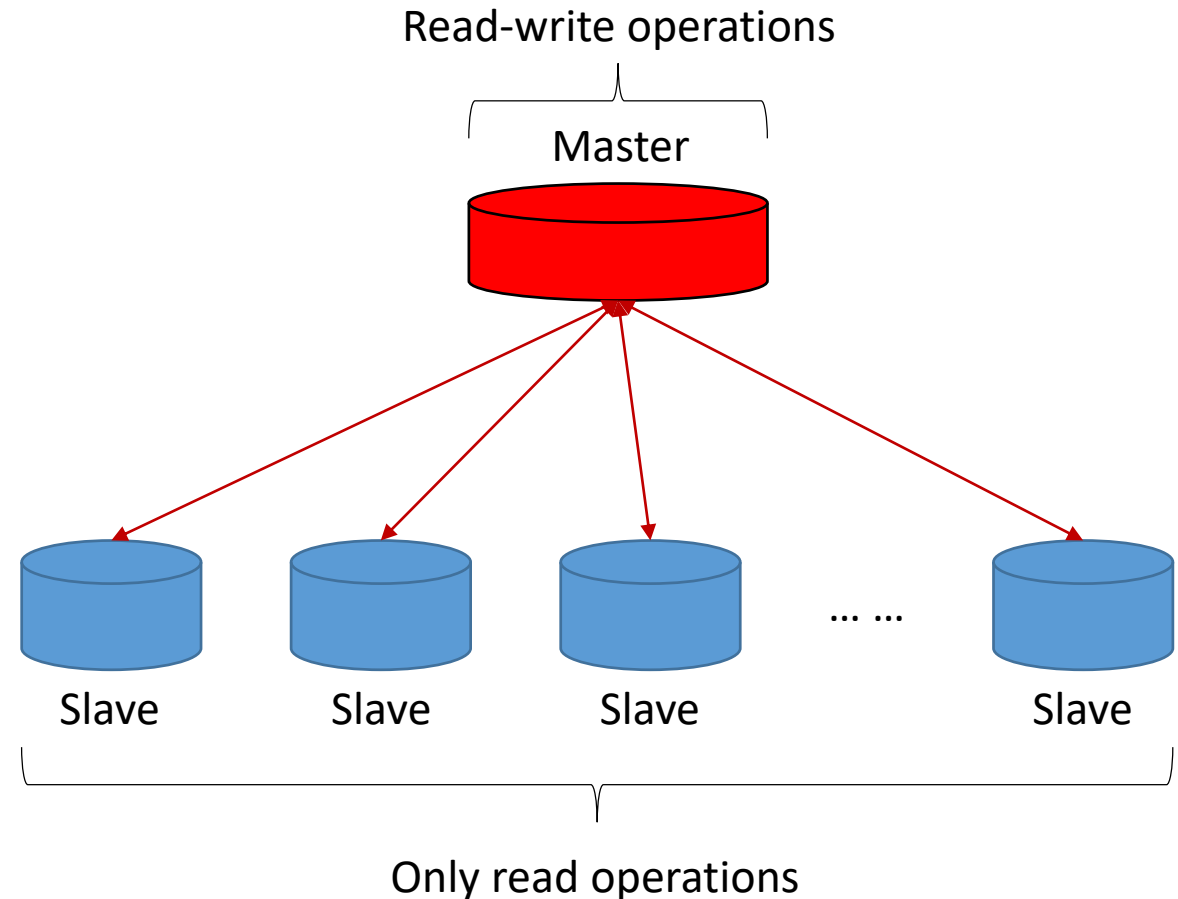 Read-write operations
Master
... ...
Slave Slave Slave Slave
Only read operations